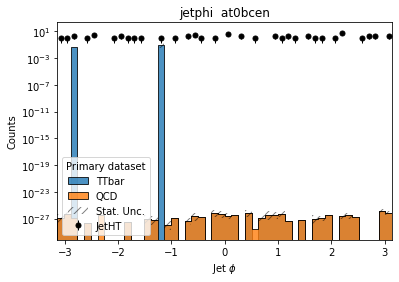 jetphi at0bcen
Counts
10^1
10^-3
10^-7
10^-11
10^-15
10^-19
10^-23
10^-27
Primary dataset
TTbar
QCD
Stat. Unc.
JetHT
−3 −2 −1 0 1 2 3
Jet ϕ